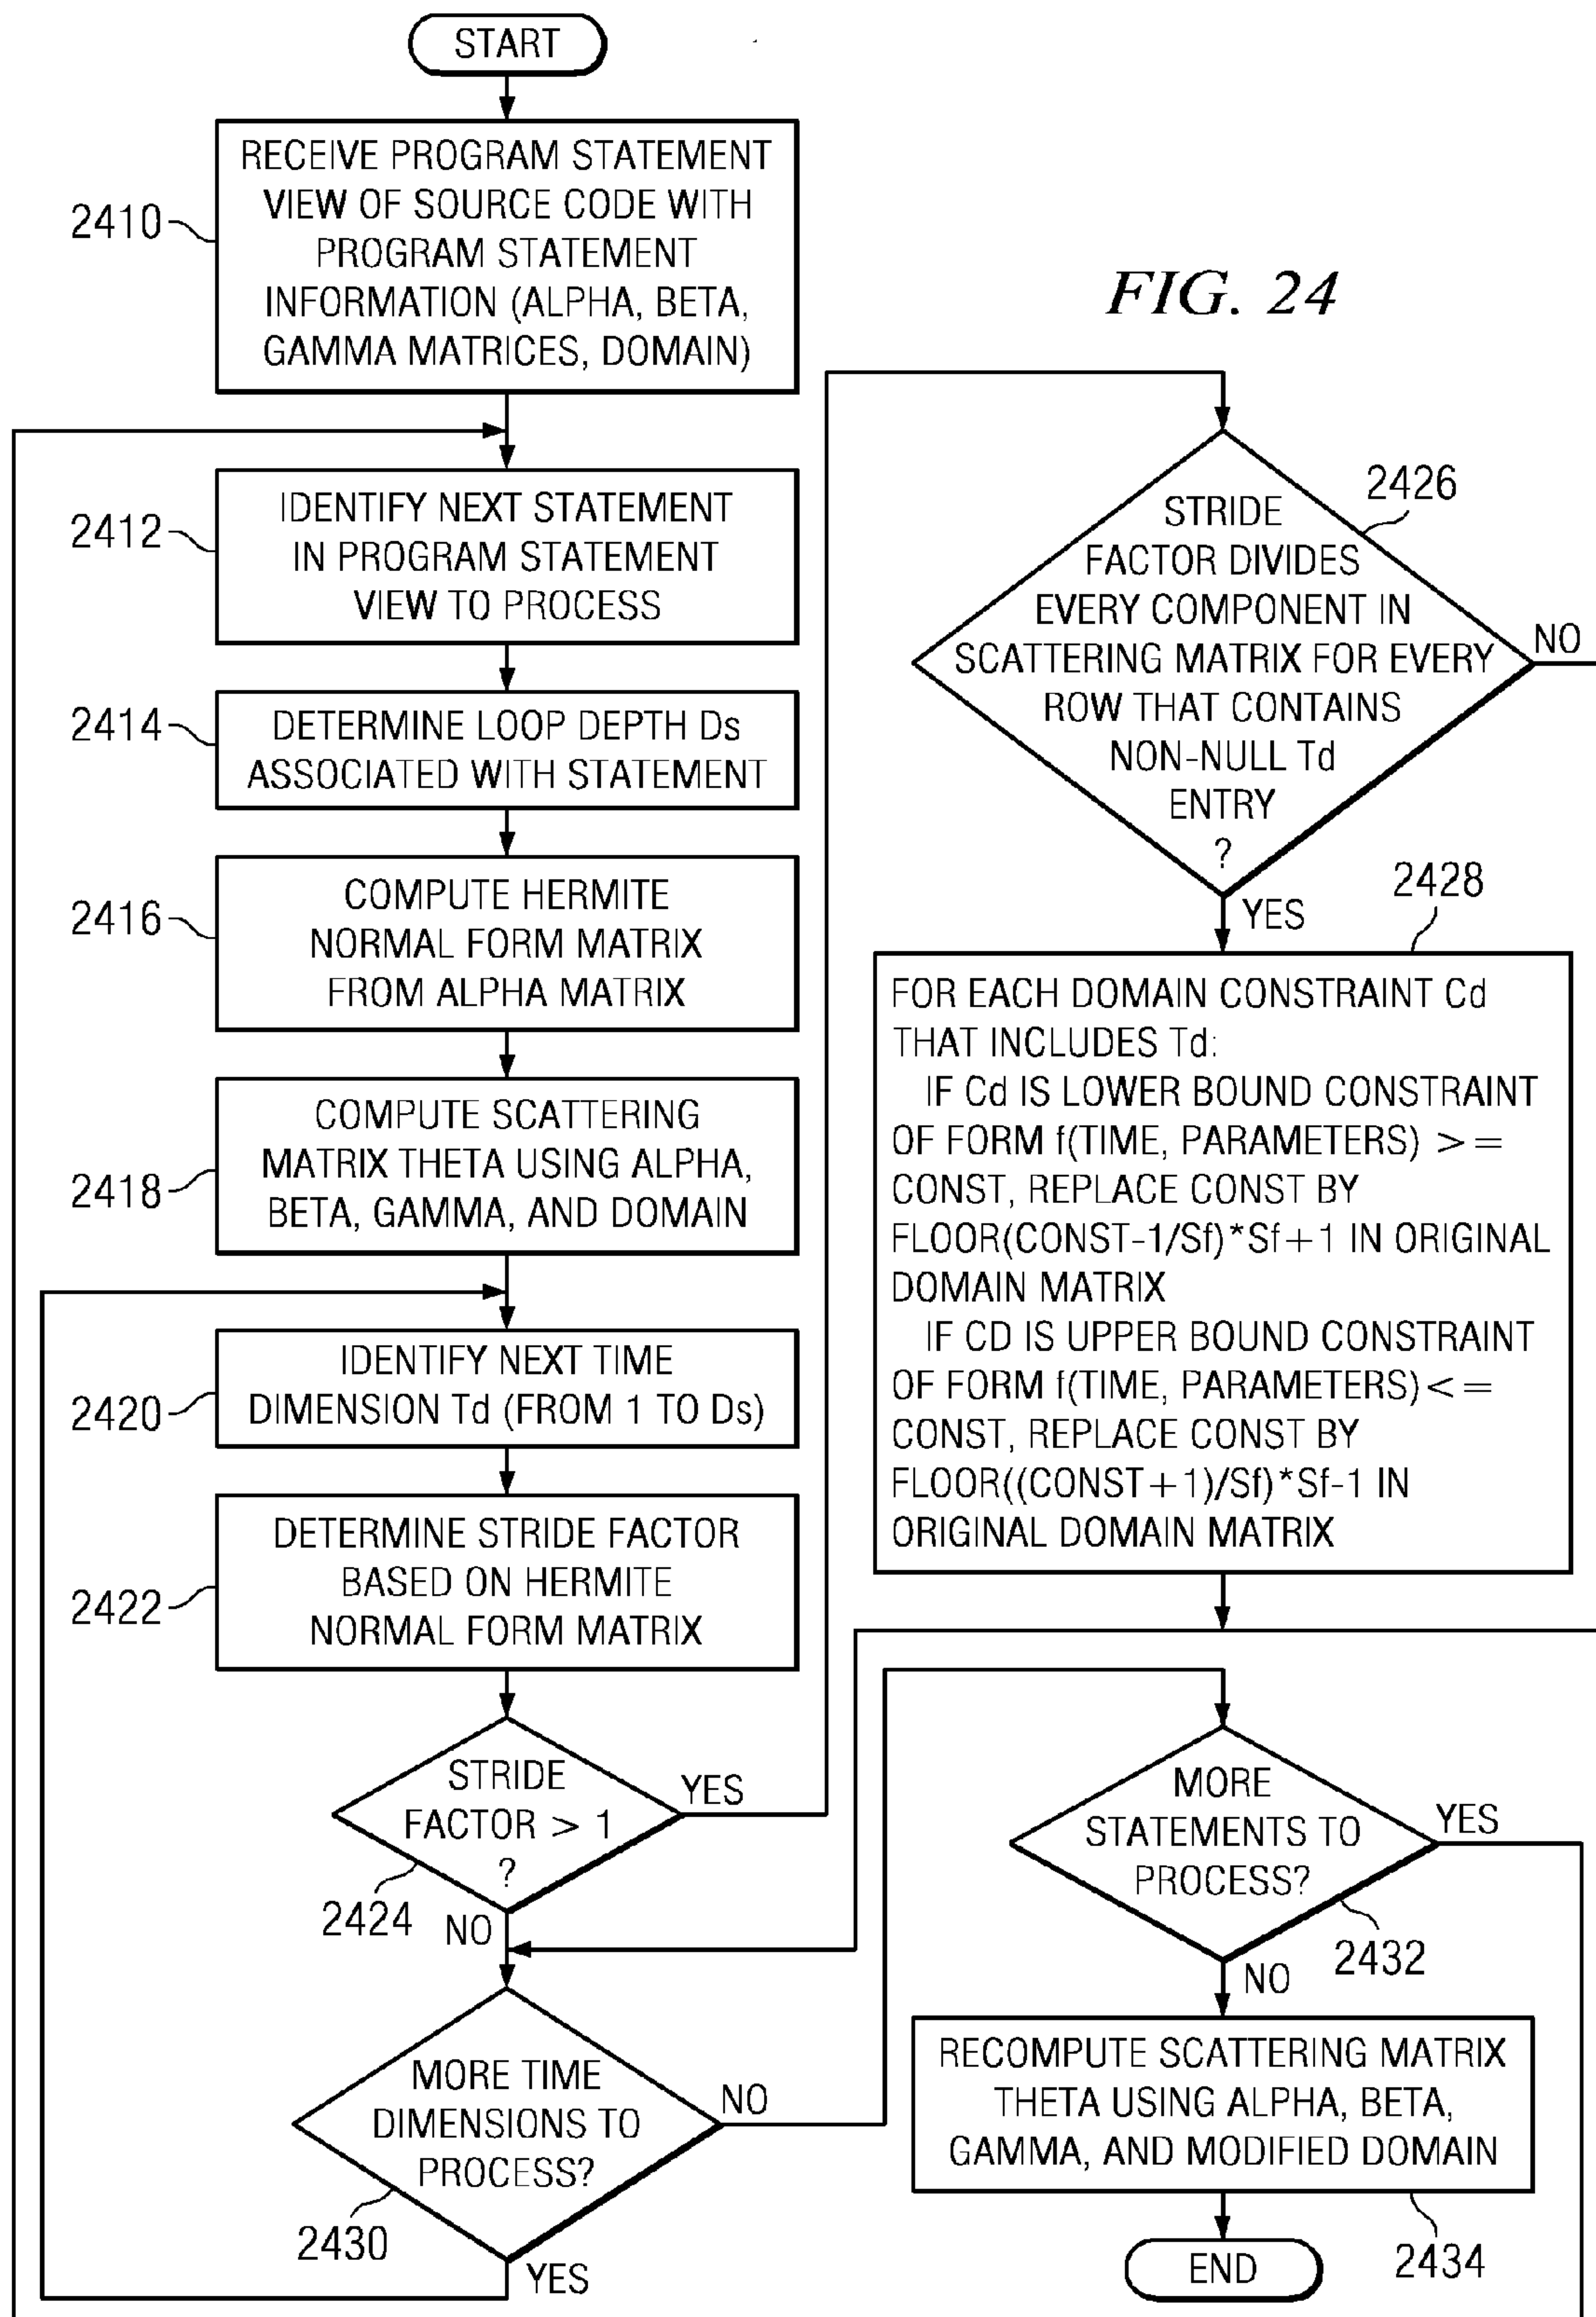 START
RECEIVE PROGRAM STATEMENT
VIEW OF SOURCE CODE WITH
PROGRAM STATEMENT
INFORMATION (ALPHA, BETA,
GAMMA MATRICES, DOMAIN)
2410
FIG. 24
IDENTIFY NEXT STATEMENT
IN PROGRAM STATEMENT
VIEW TO PROCESS
2412
DETERMINE LOOP DEPTH Ds
ASSOCIATED WITH STATEMENT
2414
COMPUTE HERMITE
NORMAL FORM MATRIX
FROM ALPHA MATRIX
2416
COMPUTE SCATTERING
MATRIX THETA USING ALPHA,
BETA, GAMMA, AND DOMAIN
2418
IDENTIFY NEXT TIME
DIMENSION Td (FROM 1 TO Ds)
2420
DETERMINE STRIDE FACTOR
BASED ON HERMITE
NORMAL FORM MATRIX
2422
STRIDE
FACTOR > 1
?
YES
2424
NO
MORE TIME
DIMENSIONS TO
PROCESS?
NO
2430
YES
2426
STRIDE
FACTOR DIVIDES
EVERY COMPONENT IN
SCATTERING MATRIX FOR EVERY
ROW THAT CONTAINS
NON-NULL Td
ENTRY
?
NO
YES
2428
FOR EACH DOMAIN CONSTRAINT Cd
THAT INCLUDES Td:
IF Cd IS LOWER BOUND CONSTRAINT
OF FORM f(TIME, PARAMETERS) >=
CONST, REPLACE CONST BY
FLOOR(CONST-1/Sf)*Sf+1 IN ORIGINAL
DOMAIN MATRIX
IF CD IS UPPER BOUND CONSTRAINT
OF FORM f(TIME, PARAMETERS)<=
CONST, REPLACE CONST BY
FLOOR((CONST+1)/Sf)*Sf-1 IN
ORIGINAL DOMAIN MATRIX
MORE
STATEMENTS TO
PROCESS?
YES
2432
NO
RECOMPUTE SCATTERING MATRIX
THETA USING ALPHA, BETA,
GAMMA, AND MODIFIED DOMAIN
2434
END